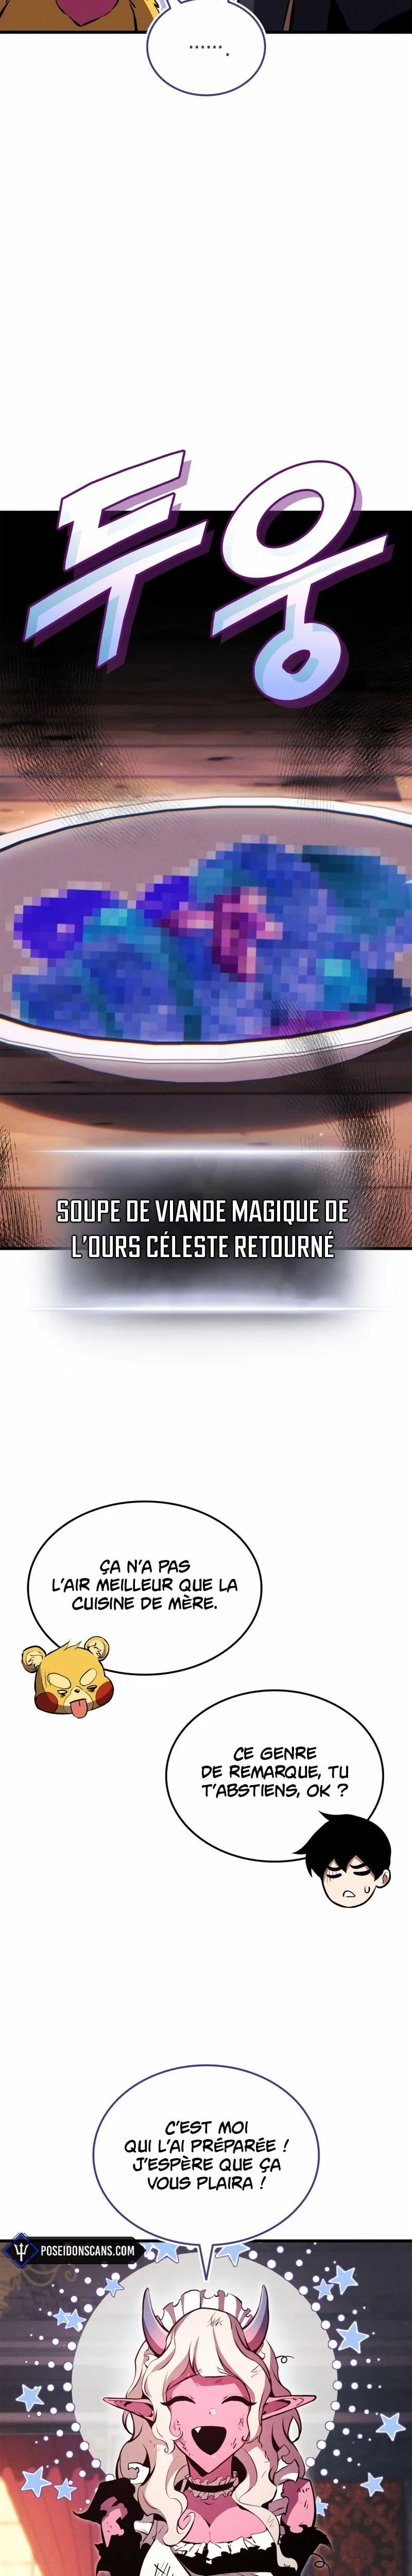 .......
두웅
SOUPE DE VIANDE MAGIQUE DE
L'OURS CÉLESTE RETOURNÉ
ÇA N'A PAS
L'AIR MEILLEUR QUE LA
CUISINE DE MÈRE.
CE GENRE
DE REMARQUE, TU
T'ABSTIENS, OK ?
C'EST MOI
QUI L'AI PRÉPARÉE !
J'ESPÈRE QUE ÇA
VOUS PLAIRA !
POSEIDONSCANS.COM